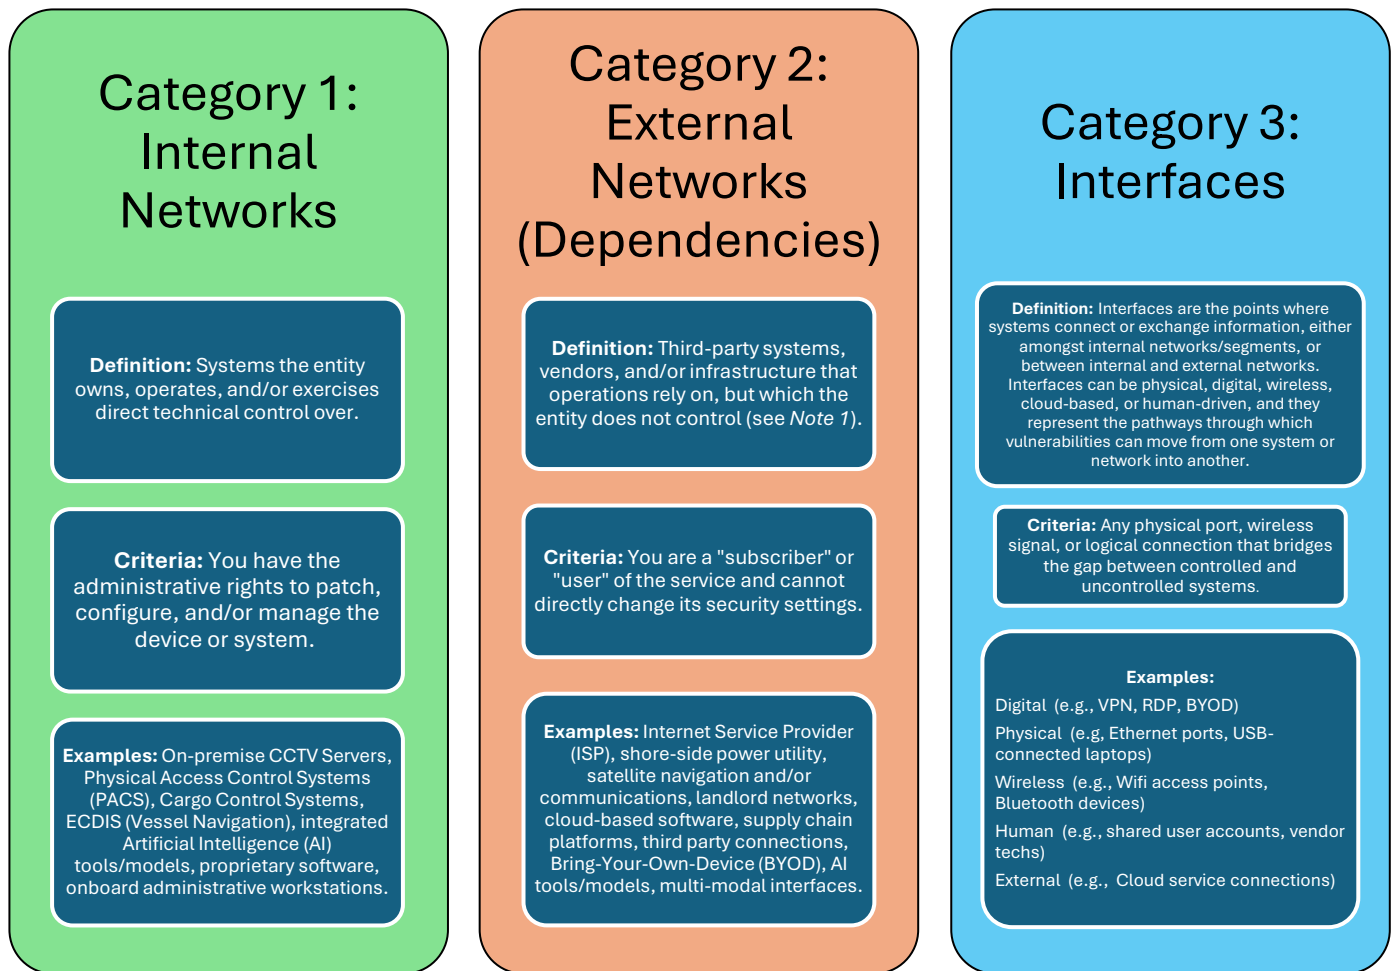 Category 1:
Internal
Networks
Definition: Systems the entity
owns, operates, and/or exercises
direct technical control over.
Criteria: You have the
administrative rights to patch,
configure, and/or manage the
device or system.
Examples: On-premise CCTV Servers,
Physical Access Control Systems
(PACS), Cargo Control Systems,
ECDIS (Vessel Navigation), integrated
Artificial Intelligence (AI)
tools/models, proprietary software,
onboard administrative workstations.
Category 2:
External
Networks
(Dependencies)
Definition: Third-party systems,
vendors, and/or infrastructure that
operations rely on, but which the
entity does not control (see Note 1).
Criteria: You are a "subscriber" or
"user" of the service and cannot
directly change its security settings.
Examples: Internet Service Provider
(ISP), shore-side power utility,
satellite navigation and/or
communications, landlord networks,
cloud-based software, supply chain
platforms, third party connections,
Bring-Your-Own-Device (BYOD), AI
tools/models, multi-modal interfaces.
Category 3:
Interfaces
Definition: Interfaces are the points where
systems connect or exchange information, either
amongst internal networks/segments, or
between internal and external networks.
Interfaces can be physical, digital, wireless,
cloud-based, or human-driven, and they
represent the pathways through which
vulnerabilities can move from one system or
network into another.
Criteria: Any physical port, wireless
signal, or logical connection that bridges
the gap between controlled and
uncontrolled systems.
Examples:
Digital (e.g., VPN, RDP, BYOD)
Physical (e.g, Ethernet ports, USB-
connected laptops)
Wireless (e.g., Wifi access points,
Bluetooth devices)
Human (e.g., shared user accounts, vendor
techs)
External (e.g., Cloud service connections)